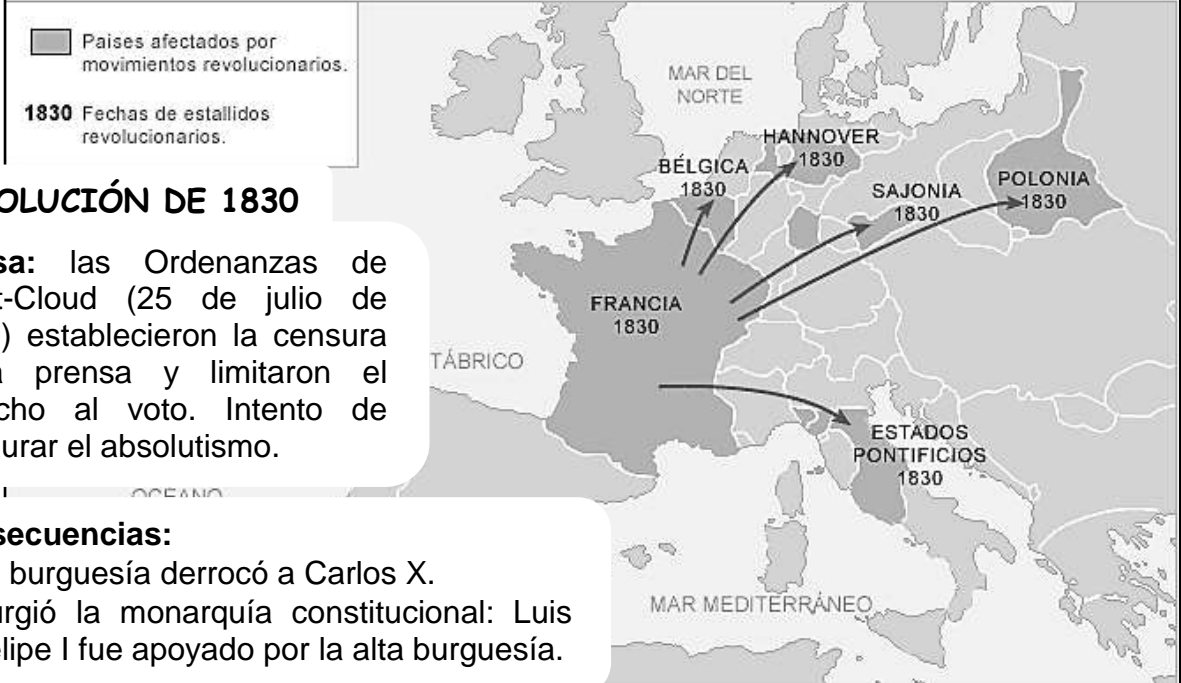 Paises afectados por
movimientos revolucionarios.
1830 Fechas de estallidos
revolucionarios.
OLUCIÓN DE 1830
sa: las Ordenanzas de
t-Cloud (25 de julio de
) establecieron la censura
a prensa y limitaron el
cho al voto. Intento de
urar el absolutismo.
secuencias:
burguesía derrocó a Carlos X.
urgió la monarquía constitucional: Luis
elipe I fue apoyado por la alta burguesía.
MAR DEL
NORTE
HANNOVER
1830
BÉLGICA
1830
SAJONIA
1830
POLONIA
1830
FRANCIA
1830
TÁBRICO
ESTADOS
PONTIFICIOS
1830
OCEANO
MAR MEDITERRÁNEO